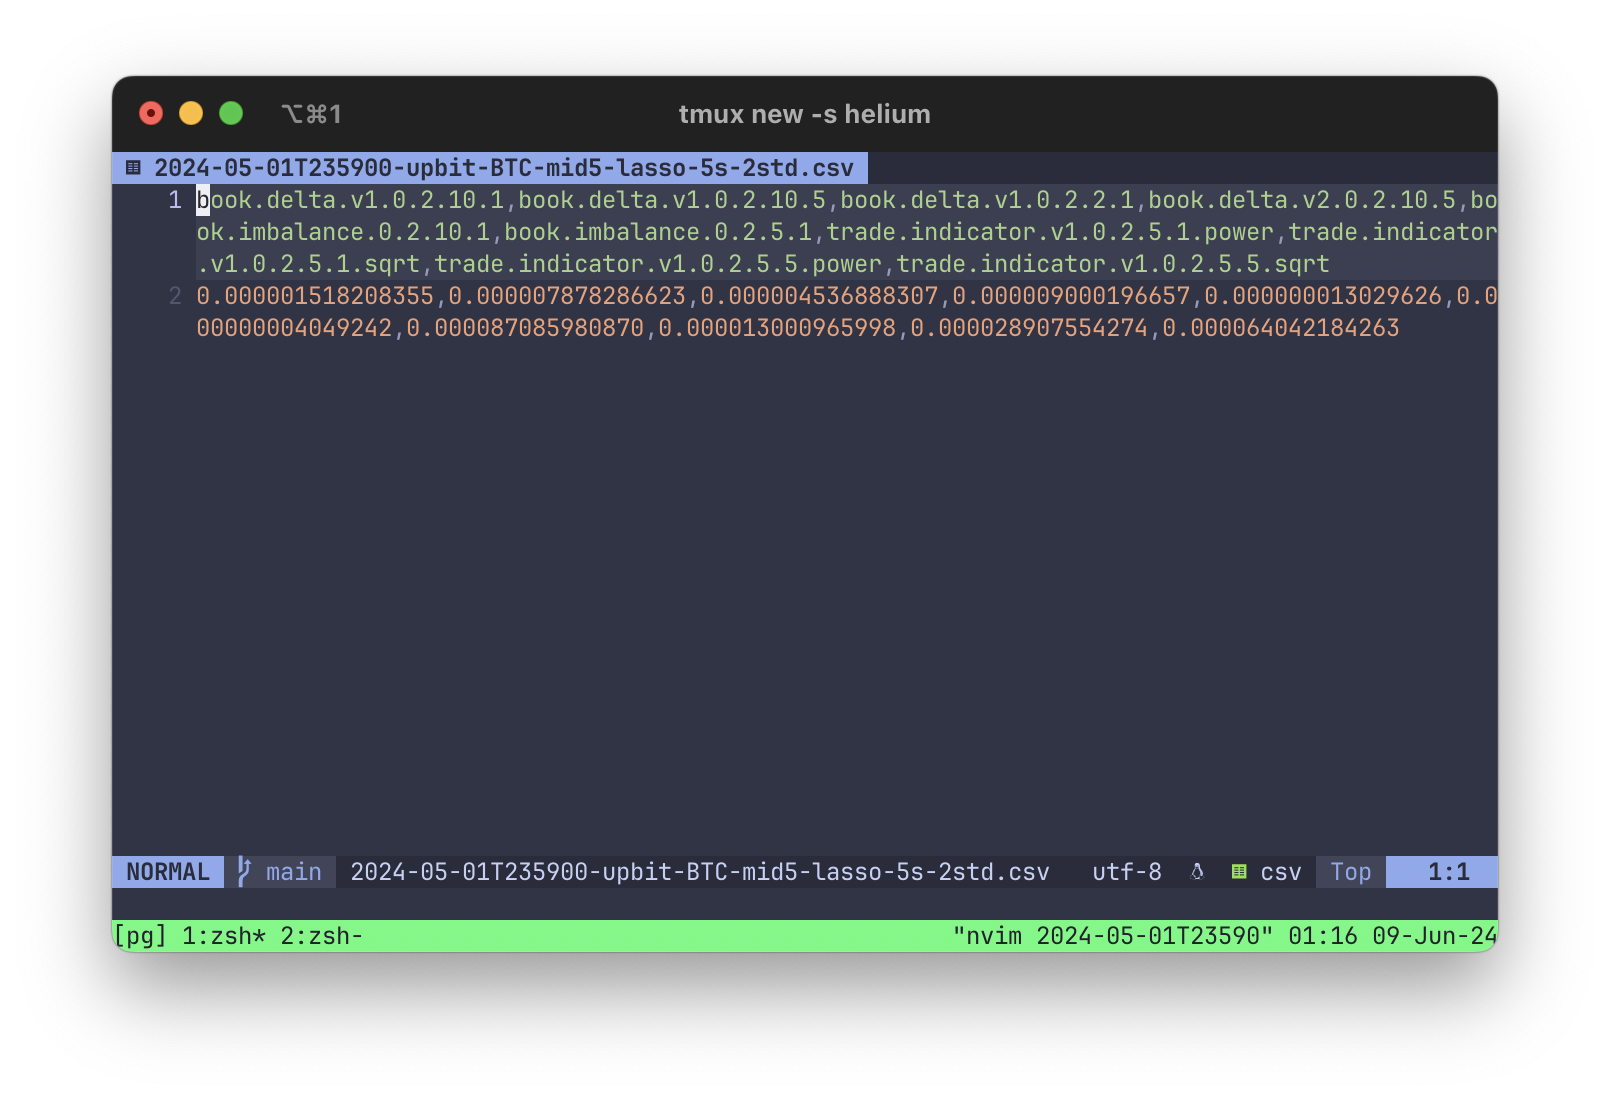 ⌥⌘1 tmux new -s helium
2024-05-01T235900-upbit-BTC-mid5-lasso-5s-2std.csv
1 book.delta.v1.0.2.10.1,book.delta.v1.0.2.10.5,book.delta.v1.0.2.2.1,book.delta.v2.0.2.10.5,bo
ok.imbalance.0.2.10.1,book.imbalance.0.2.5.1,trade.indicator.v1.0.2.5.1.power,trade.indicator
.v1.0.2.5.1.sqrt,trade.indicator.v1.0.2.5.5.power,trade.indicator.v1.0.2.5.5.sqrt
2 0.000001518208355,0.000007878286623,0.000004536888307,0.000009000196657,0.000000013029626,0.0
00000004049242,0.000087085980870,0.000013000965998,0.000028907554274,0.000064042184263
NORMAL main 2024-05-01T235900-upbit-BTC-mid5-lasso-5s-2std.csv utf-8 csv Top 1:1
[pg] 1:zsh* 2:zsh- "nvim 2024-05-01T23590" 01:16 09-Jun-24